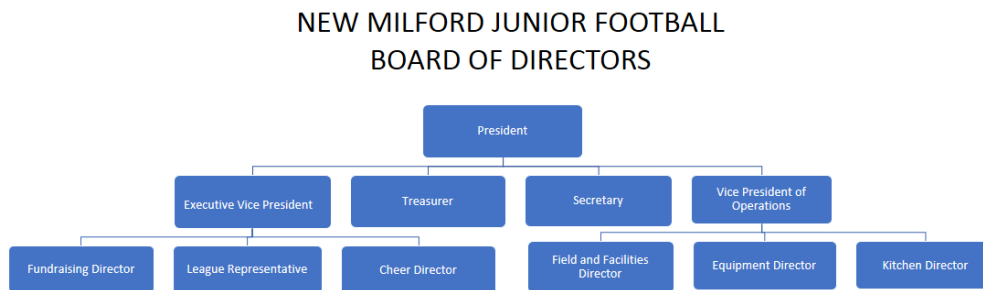 NEW MILFORD JUNIOR FOOTBALL
BOARD OF DIRECTORS
President
Executive Vice President
Treasurer
Secretary
Vice President of
Operations
Fundraising Director
League Representative
Cheer Director
Field and Facilities
Director
Equipment Director
Kitchen Director